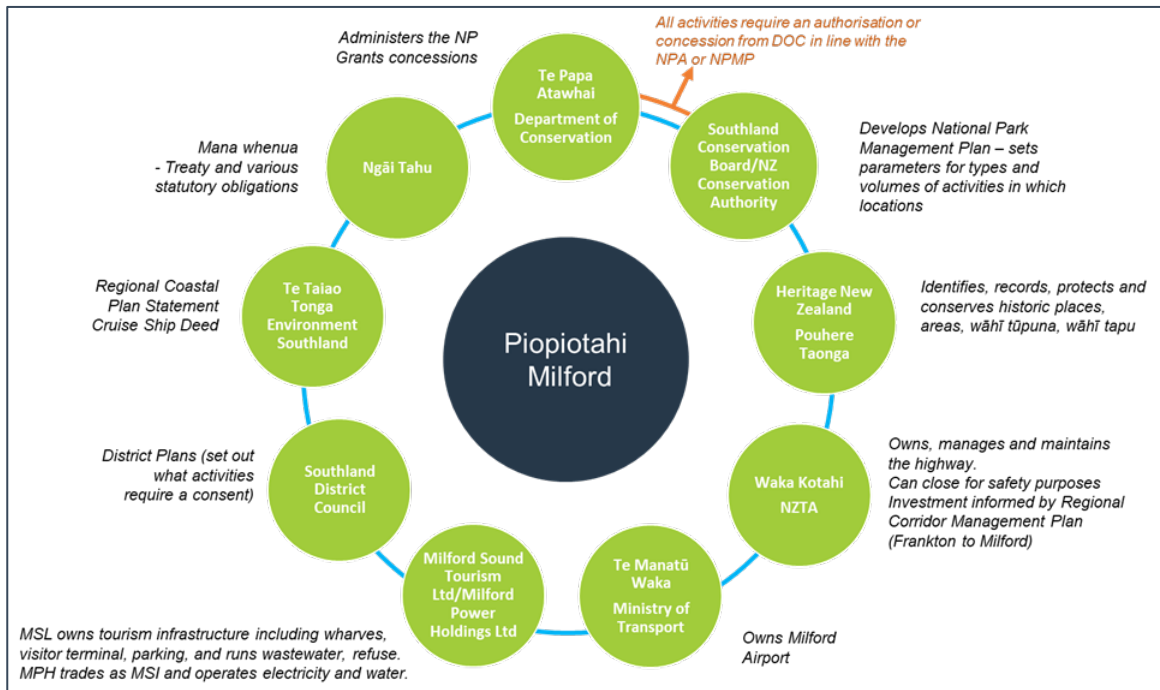 Administers the NP
Grants concessions
All activities require an authorisation or
concession from DOC in line with the
NPA or NPMP
Te Papa
Atawhai
Department of
Conservation
Southland
Conservation
Board/NZ
Conservation
Authority
Develops National Park
Management Plan – sets
parameters for types and
volumes of activities in which
locations
Mana whenua
- Treaty and various
statutory obligations
Ngāi Tahu
Regional Coastal
Plan Statement
Cruise Ship Deed
Te Taiao
Tonga
Environment
Southland
Piopiotahi
Milford
Heritage New
Zealand
Pouhere
Taonga
Identifies, records, protects and
conserves historic places,
areas, wāhī tūpuna, wāhī tapu
District Plans (set out
what activities
require a consent)
Southland
District
Council
Waka Kotahi
NZTA
Owns, manages and maintains
the highway.
Can close for safety purposes
Investment informed by Regional
Corridor Management Plan
(Frankton to Milford)
Milford Sound
Tourism
Ltd/Milford
Power
Holdings Ltd
Te Manatū
Waka
Ministry of
Transport
Owns Milford
Airport
MSL owns tourism infrastructure including wharves,
visitor terminal, parking, and runs wastewater, refuse.
MPH trades as MSI and operates electricity and water.